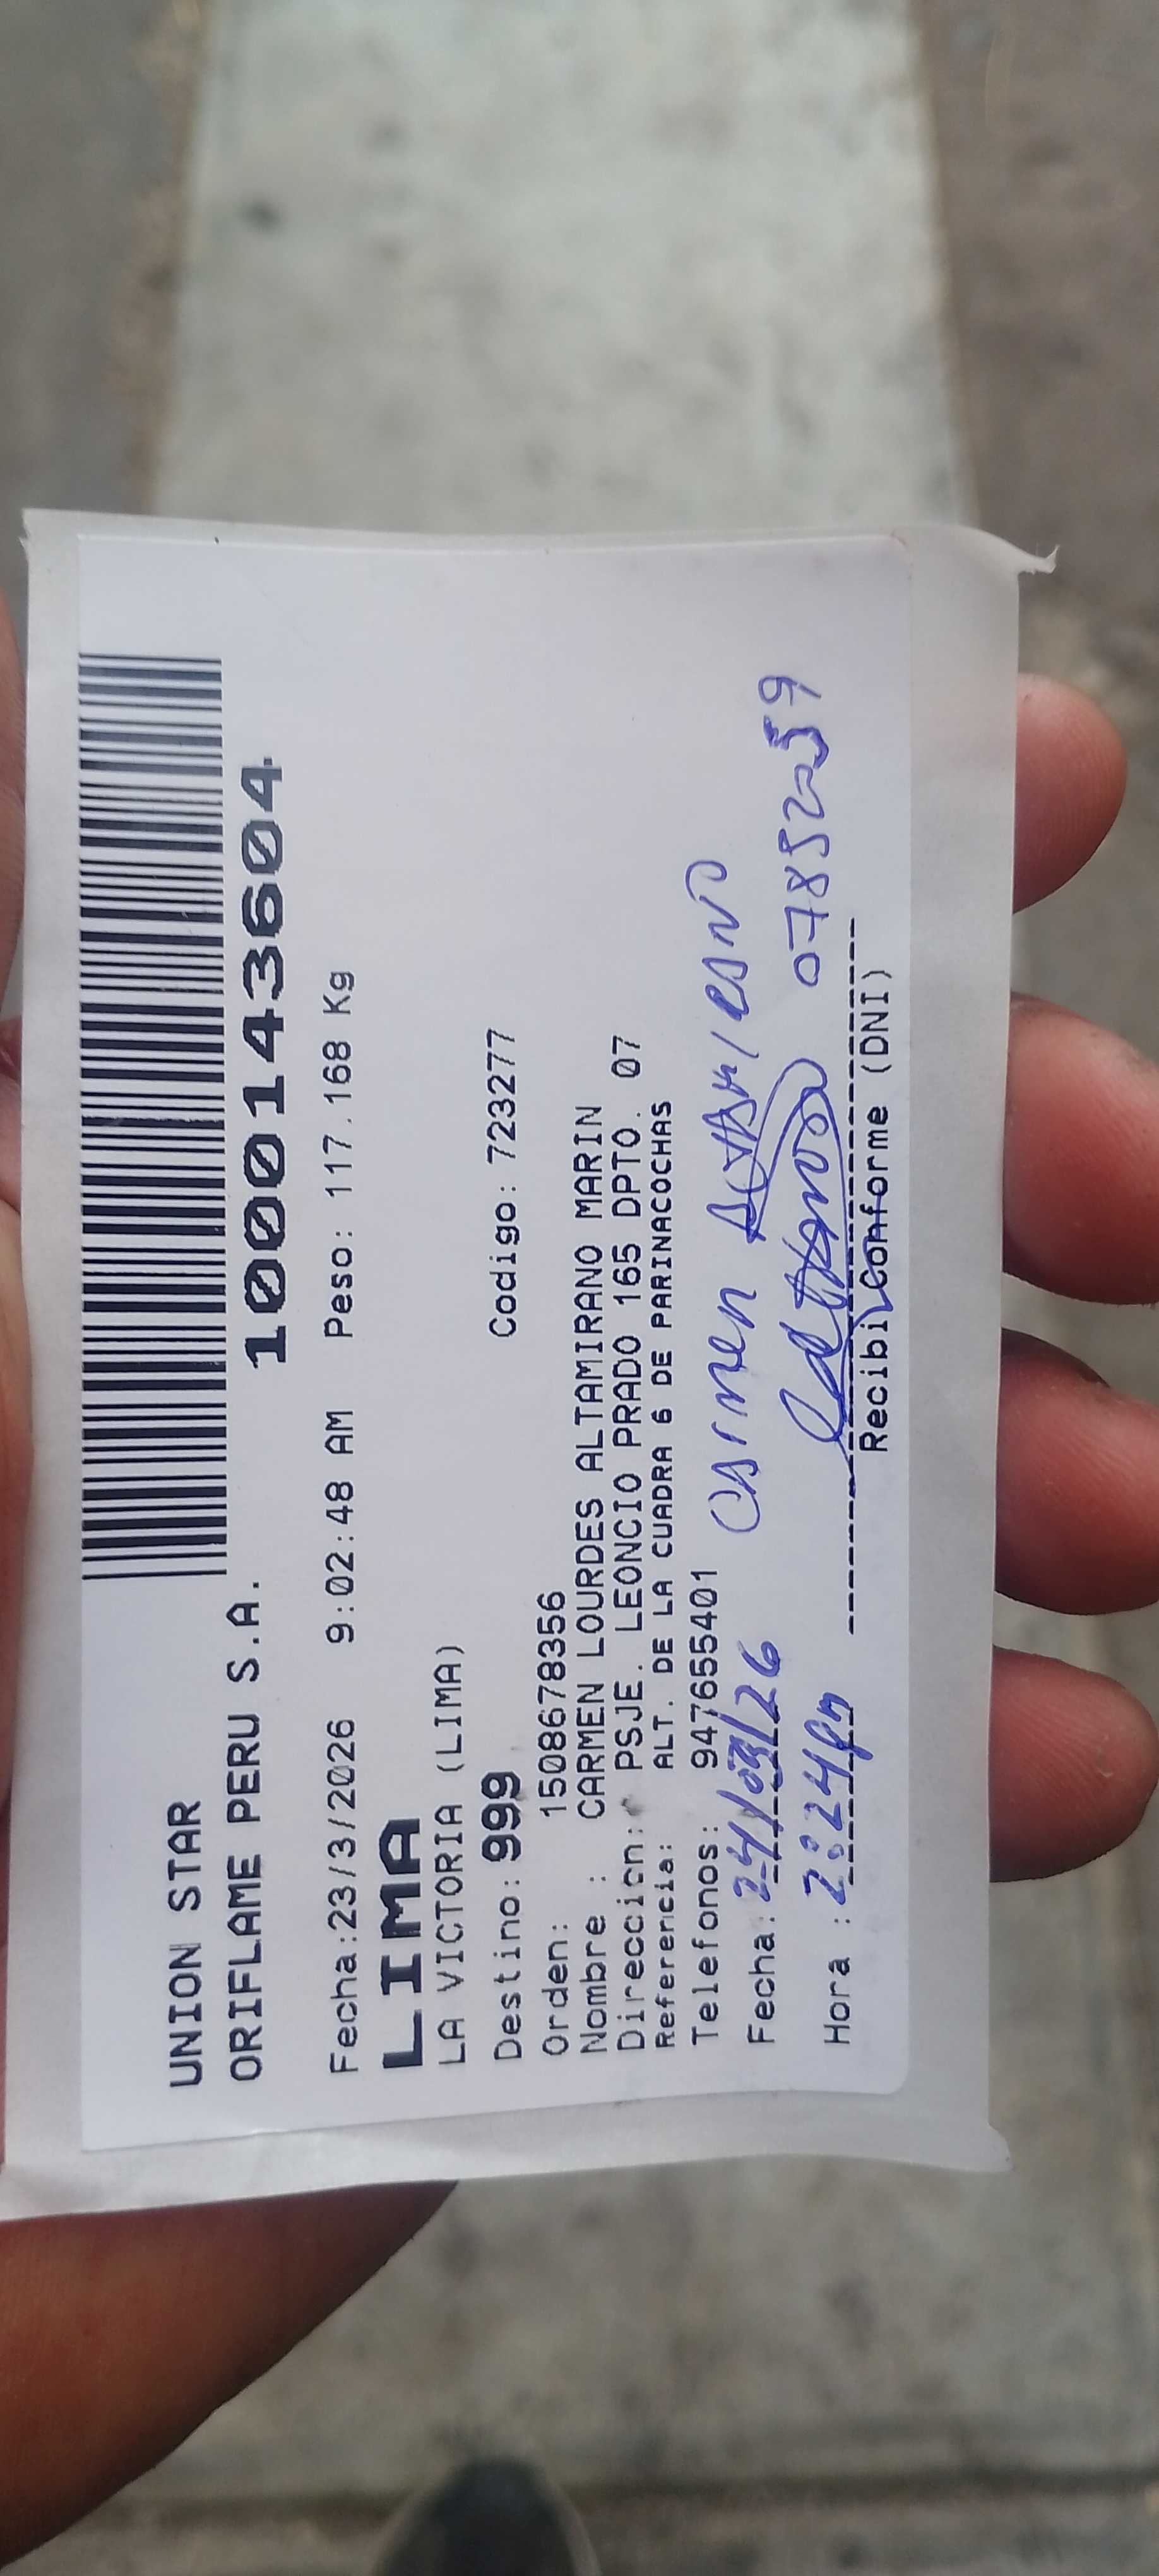 UNION STAR
ORIFLAME PERU S.A.
1000143604
Fecha:23/3/2026 9:02:48 AM Peso: 117.168 Kg
LIMA
LA VICTORIA (LIMA)
Destino: 999 Codigo: 723277
Orden: 1508678356
Nombre : CARMEN LOURDES ALTAMIRANO MARIN
Direccion: PSJE. LEONCIO PRADO 165 DPTO. 07
Referencia: ALT. DE LA CUADRA 6 DE PARINACOCHAS
Telefonos: 947655401
Fecha: 24/03/26 Carmen Altamirano
Hora : 2:24pm 07852259
Recibi Conforme (DNI)